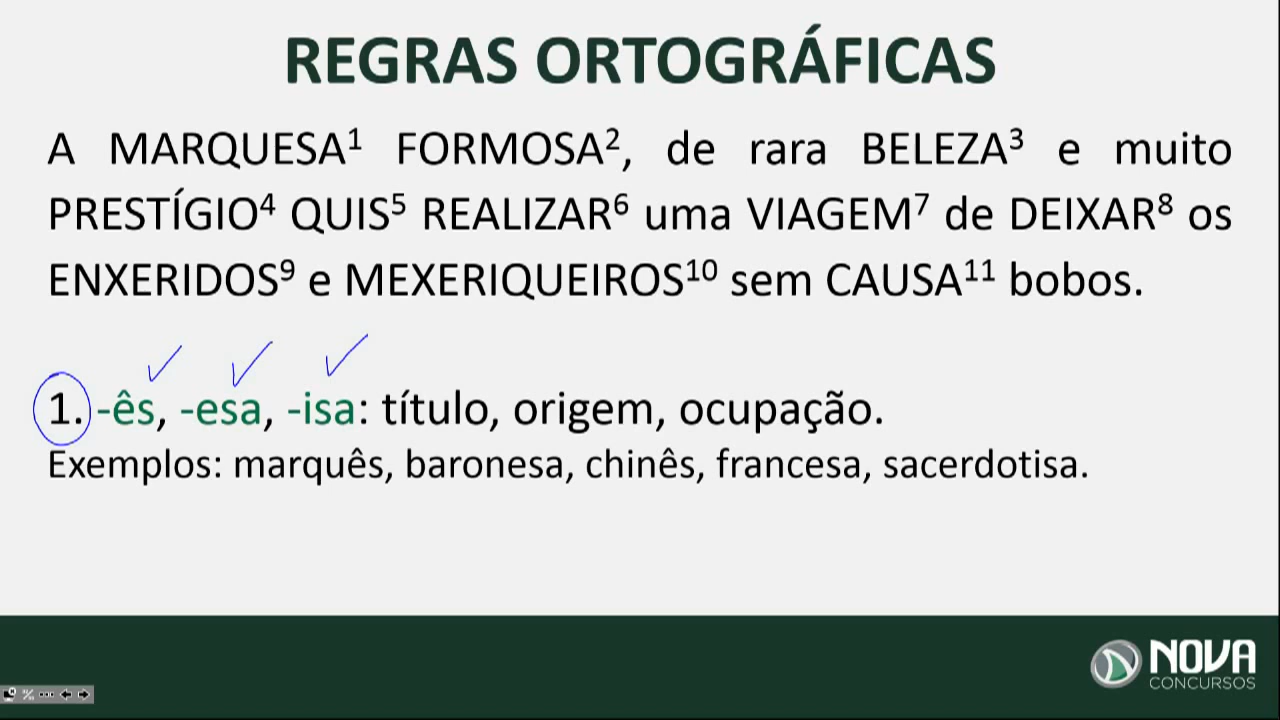 REGRAS ORTOGRÁFICAS
A MARQUESA¹ FORMOSA², de rara BELEZA³ e muito
PRESTÍGIO⁴ QUIS⁵ REALIZAR⁶ uma VIAGEM⁷ de DEIXAR⁸ os
ENXERIDOS⁹ e MEXERIQUEIROS¹⁰ sem CAUSA¹¹ bobos.
1. -ês, -esa, -isa: título, origem, ocupação.
Exemplos: marquês, baronesa, chinês, francesa, sacerdotisa.
NOVA
CONCURSOS